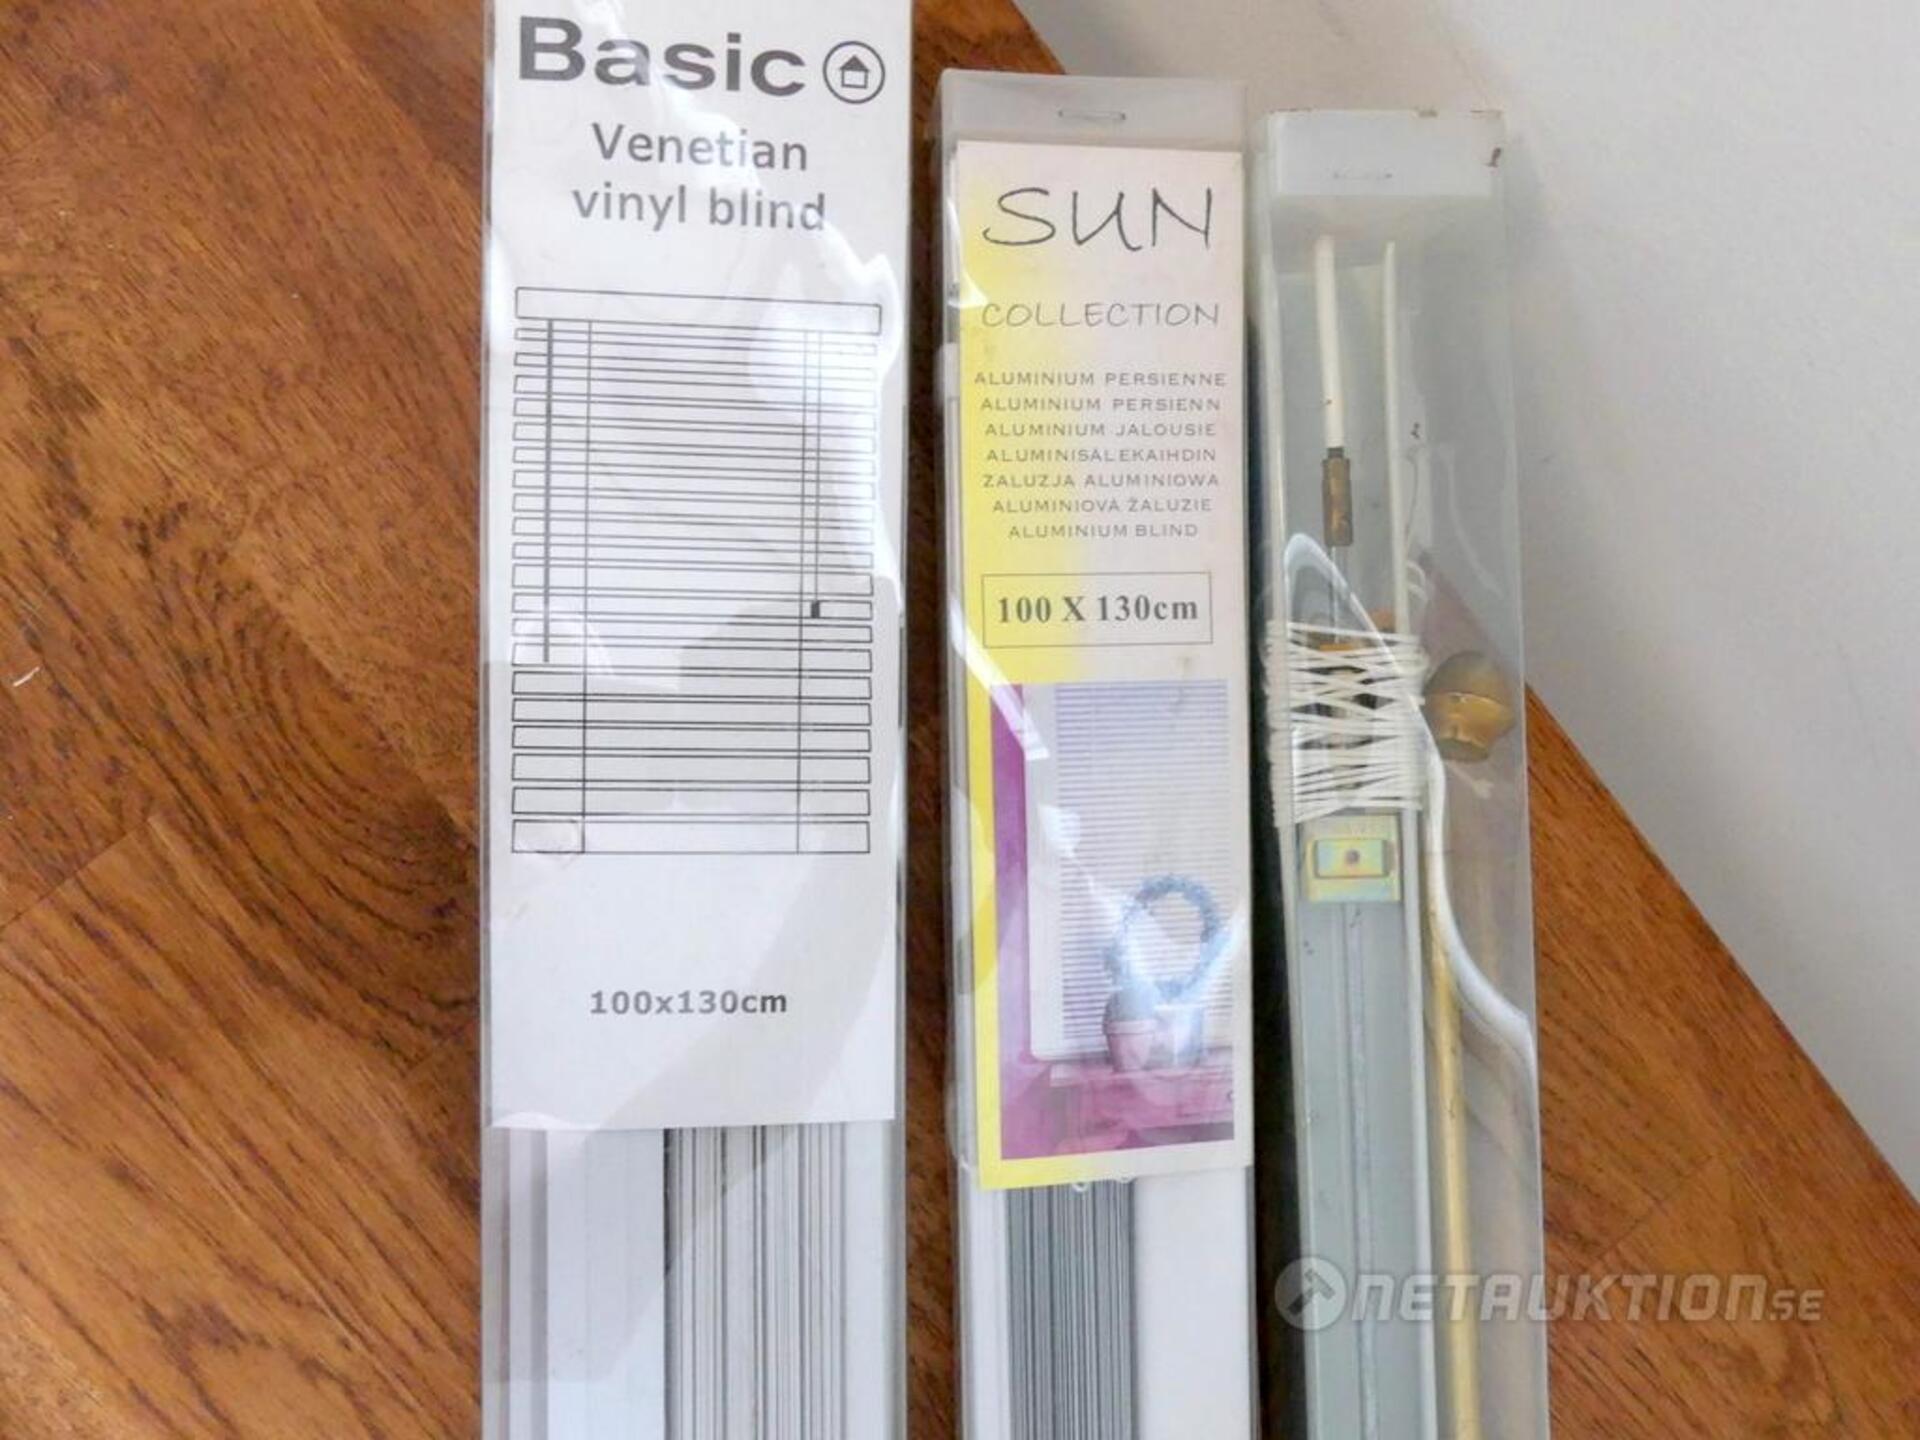 Basic
Venetian
vinyl blind
100x130cm
SUN
COLLECTION
ALUMINIUM PERSIENNE
ALUMINIUM PERSIENN
ALUMINIUM JALOUSIE
ALUMINISÄLEKAIHDIN
ZALUZJA ALUMINIOWA
ALUMINIOVÁ ŽALUZIE
ALUMINIUM BLIND
100 X 130cm
NETAUKTION.SE